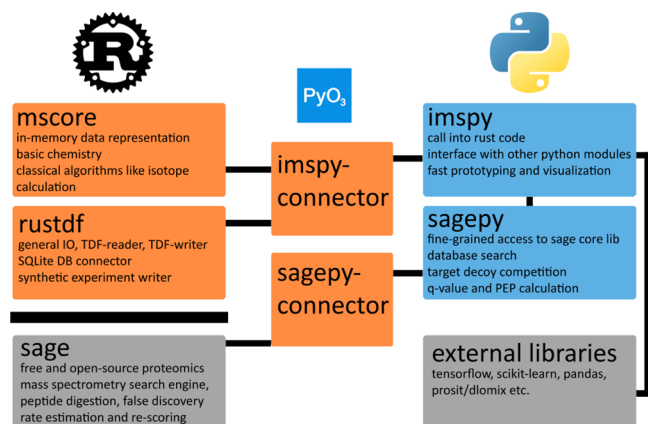 R
PyO3
mscore
in-memory data representation
basic chemistry
classical algorithms like isotope
calculation
rustdf
general IO, TDF-reader, TDF-writer
SQLite DB connector
synthetic experiment writer
sage
free and open-source proteomics
mass spectrometry search engine,
peptide digestion, false discovery
rate estimation and re-scoring
imspy-
connector
sagepy-
connector
imspy
call into rust code
interface with other python modules
fast prototyping and visualization
sagepy
fine-grained access to sage core lib
database search
target decoy competition
q-value and PEP calculation
external libraries
tensorflow, scikit-learn, pandas,
prosit/dlomix etc.